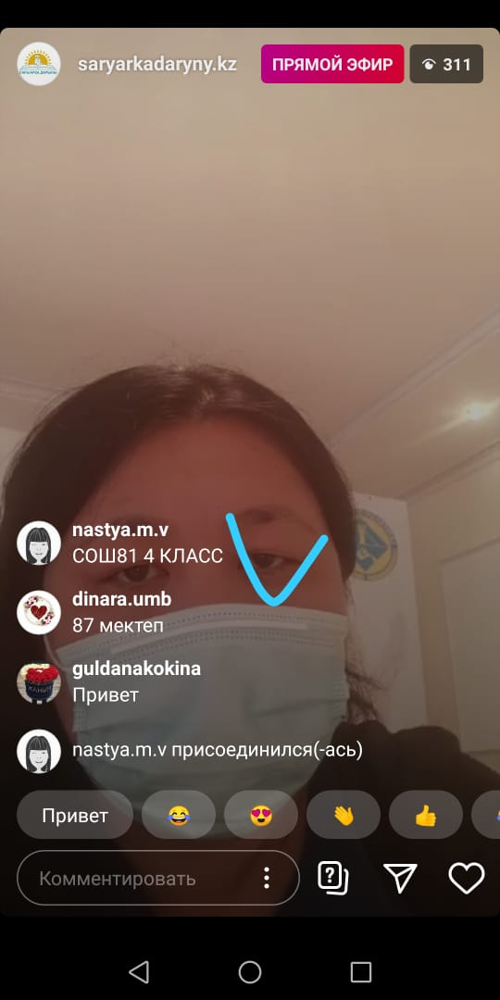 saryarkadaryny.kz
ПРЯМОЙ ЭФИР
311
nastya.m.v
СОШ81 4 КЛАСС
dinara.umb
87 мектеп
guldanakokina
Привет
nastya.m.v присоединился(-ась)
Привет
Комментировать